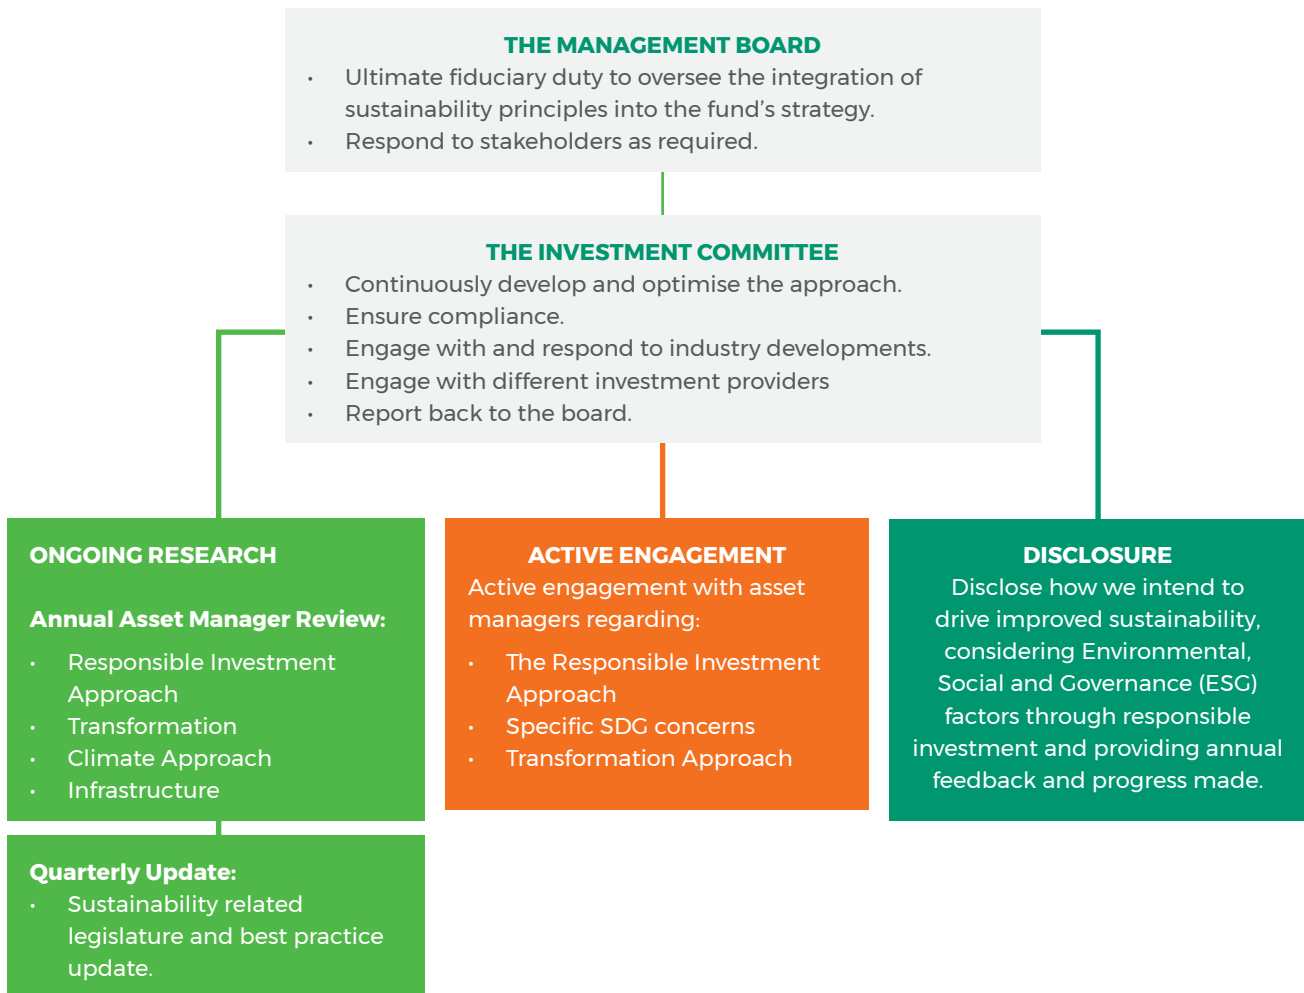 THE MANAGEMENT BOARD
• Ultimate fiduciary duty to oversee the integration of
sustainability principles into the fund’s strategy.
• Respond to stakeholders as required.
THE INVESTMENT COMMITTEE
• Continuously develop and optimise the approach.
• Ensure compliance.
• Engage with and respond to industry developments.
• Engage with different investment providers
• Report back to the board.
ONGOING RESEARCH
Annual Asset Manager Review:
• Responsible Investment
Approach
• Transformation
• Climate Approach
• Infrastructure
Quarterly Update:
• Sustainability related
legislature and best practice
update.
ACTIVE ENGAGEMENT
Active engagement with asset
managers regarding:
• The Responsible Investment
Approach
• Specific SDG concerns
• Transformation Approach
DISCLOSURE
Disclose how we intend to
drive improved sustainability,
considering Environmental,
Social and Governance (ESG)
factors through responsible
investment and providing annual
feedback and progress made.